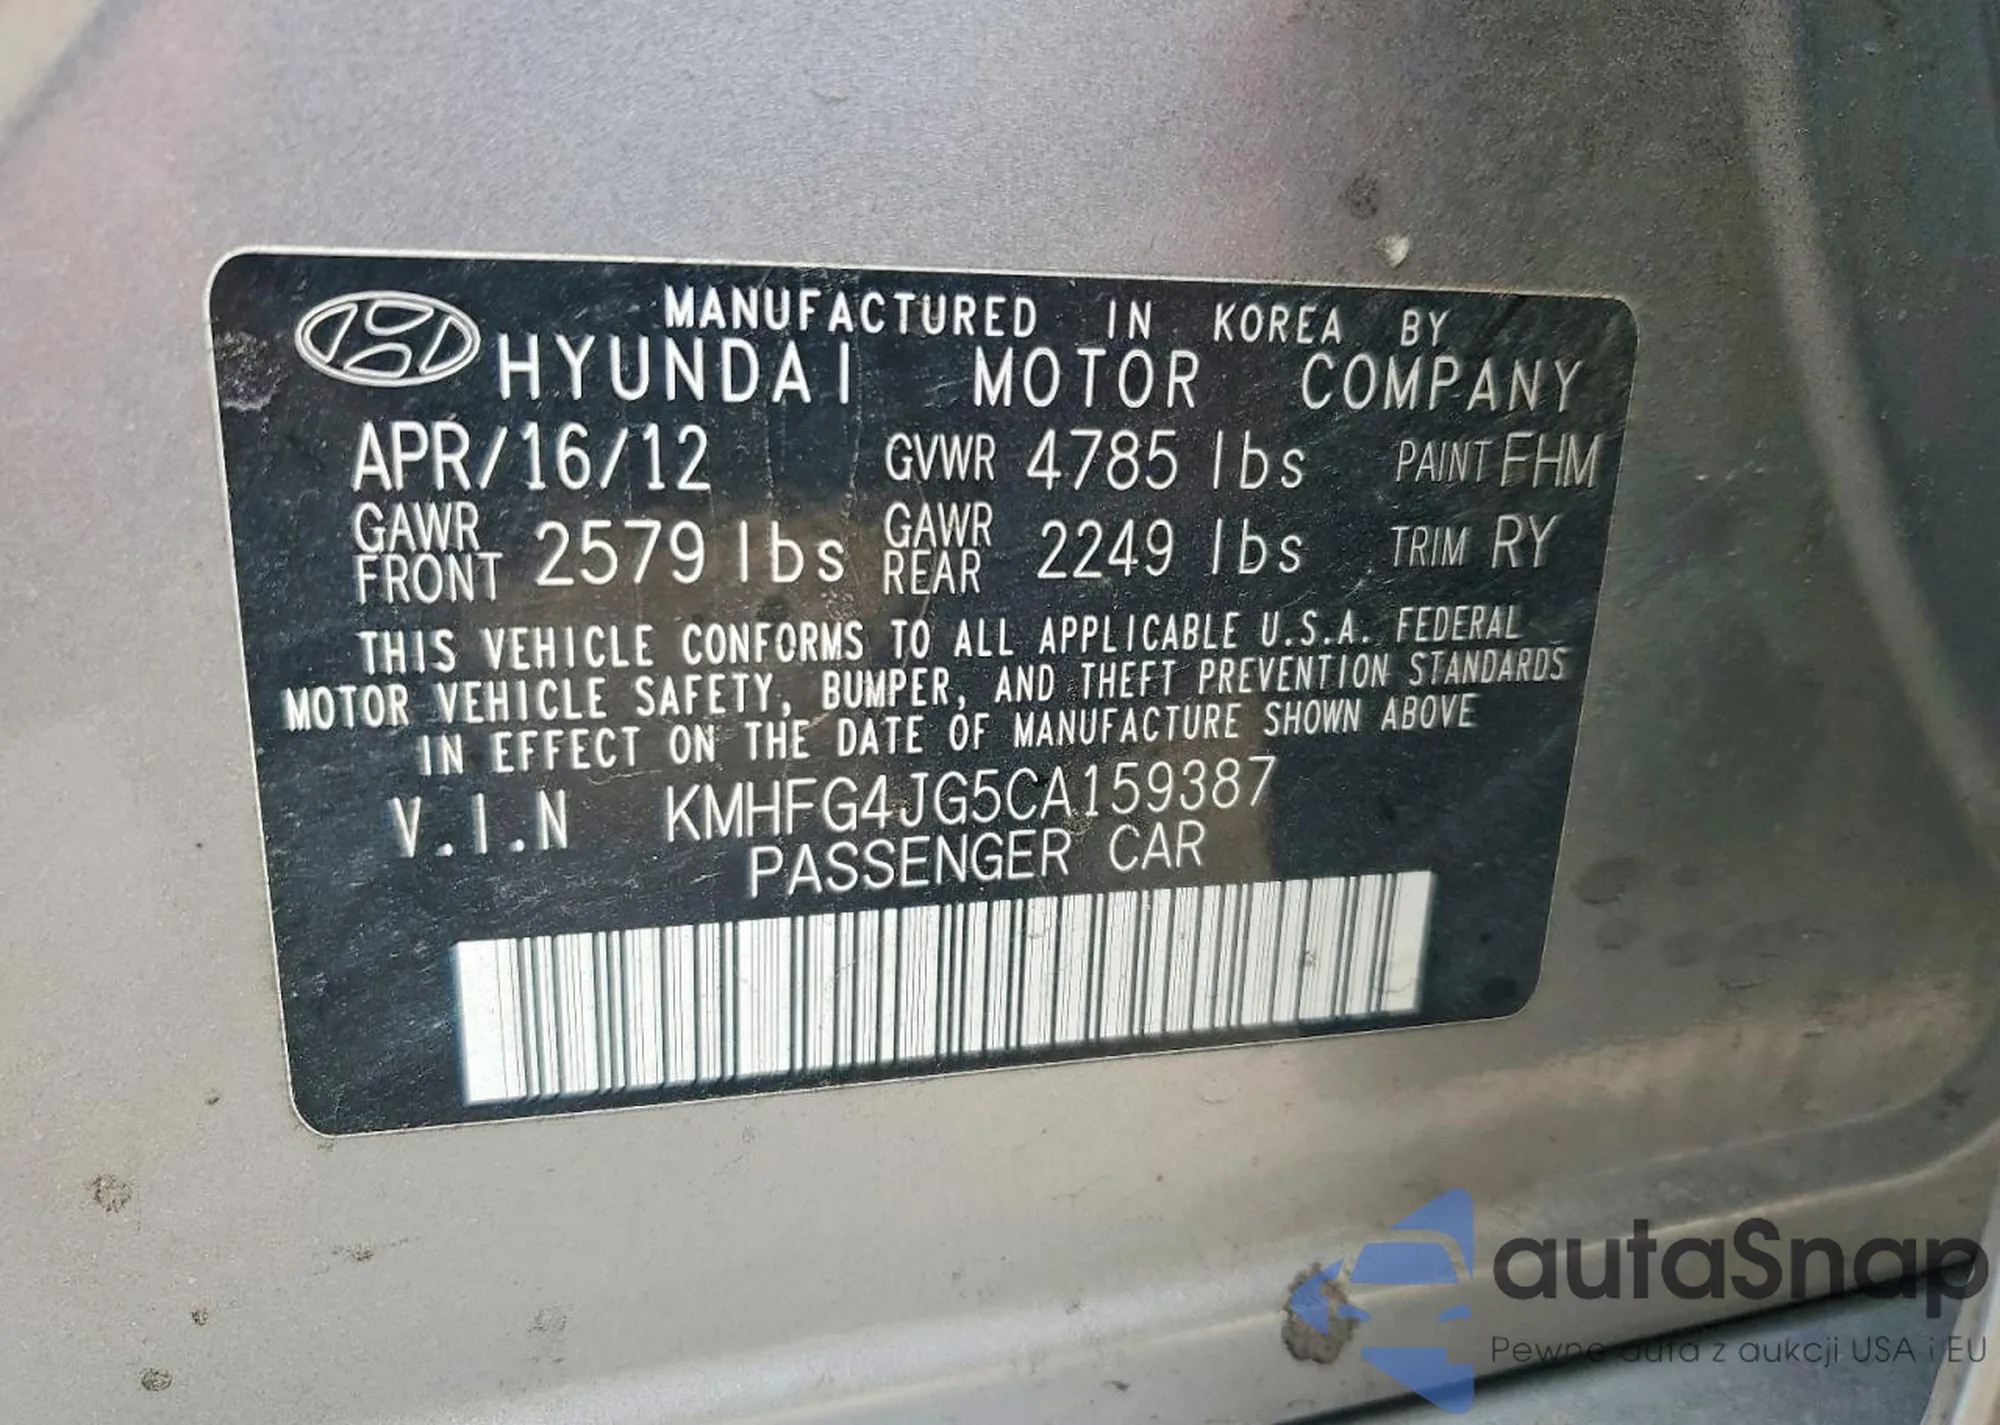 MANUFACTURED IN KOREA BY
HYUNDAI MOTOR COMPANY
APR/16/12 GVWR 4785 lbs PAINT FHM
GAWR FRONT 2579 lbs GAWR REAR 2249 lbs TRIM RY
THIS VEHICLE CONFORMS TO ALL APPLICABLE U.S.A. FEDERAL
MOTOR VEHICLE SAFETY, BUMPER, AND THEFT PREVENTION STANDARDS
IN EFFECT ON THE DATE OF MANUFACTURE SHOWN ABOVE
V.I.N KMHFG4JG5CA159387
PASSENGER CAR
autaSnap
Pewne auta z aukcji USA i EU